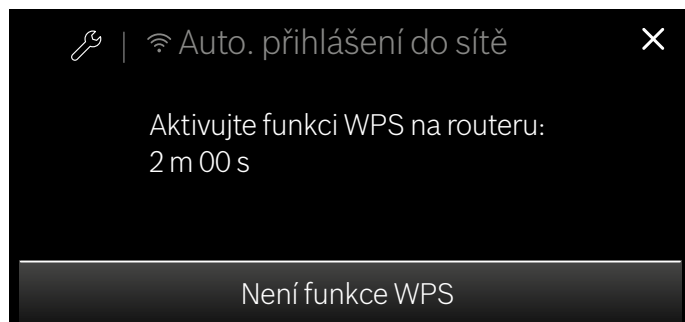 Auto. přihlášení do sítě
Aktivujte funkci WPS na routeru:
2 m 00 s
Není funkce WPS